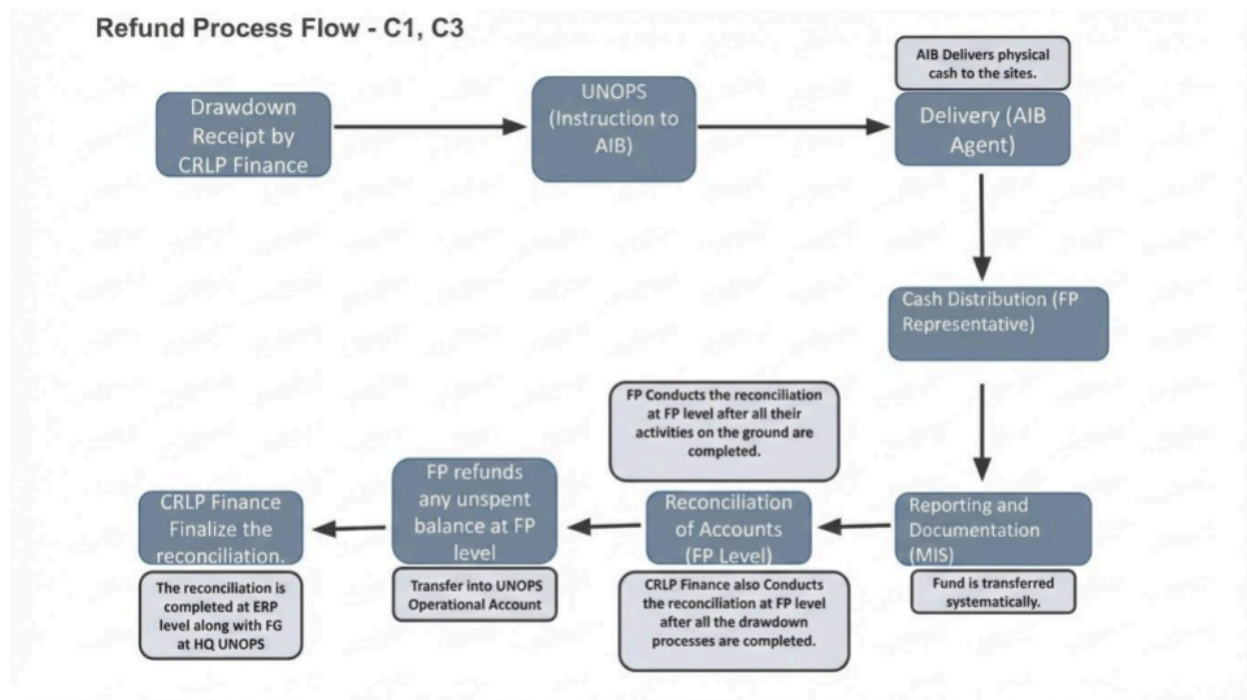 Refund Process Flow - C1, C3
AIB Delivers physical
cash to the sites.
Drawdown
Receipt by
CRLP Finance
UNOPS
(Instruction to
AIB)
Delivery (AIB
Agent)
Cash Distribution (FP
Representative)
FP Conducts the reconciliation
at FP level after all their
activities on the ground are
completed.
Reporting and
Documentation
(MIS)
Fund is transferred
systematically.
Reconciliation
of Accounts
(FP Level)
CRLP Finance also Conducts
the reconciliation at FP level
after all the drawdown
processes are completed.
FP refunds
any unspent
balance at FP
level
Transfer into UNOPS
Operational Account
CRLP Finance
Finalize the
reconciliation.
The reconciliation is
completed at ERP
level along with FG
at HQ UNOPS